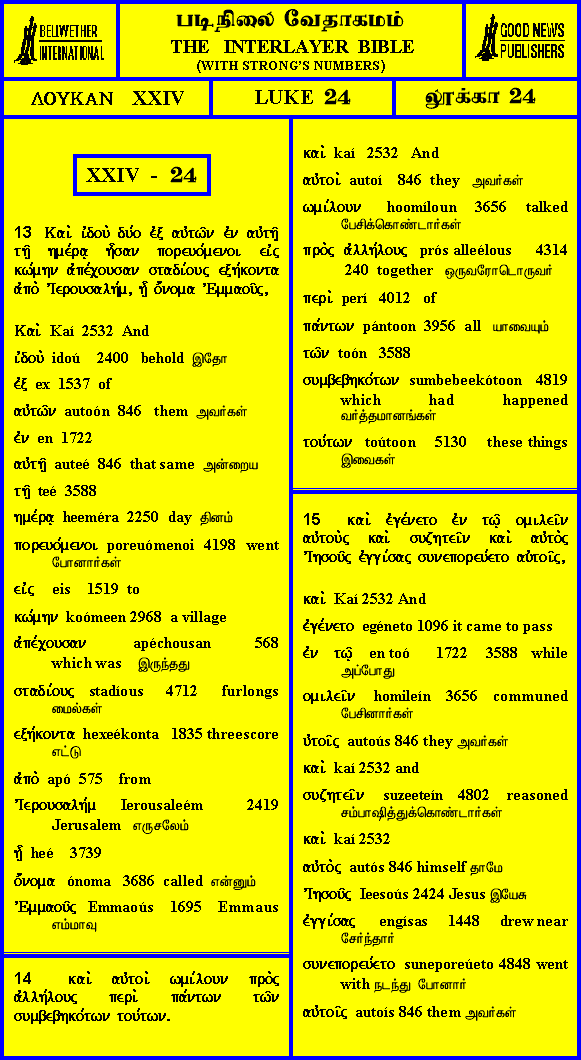 BELLWETHER
INTERNATIONAL
படிநிலை வேதாகமம்
THE INTERLAYER BIBLE
(WITH STRONG'S NUMBERS)
GOOD NEWS
PUBLISHERS
ΛΟΥΚΑΝ XXIV
LUKE 24
லூக்கா 24
XXIV - 24
13 Καὶ ἰδοὺ δύο ἐξ αὐτῶν ἐν αὐτῇ
τῇ ημέρᾳ ἦσαν πορευόμενοι εἰς
κώμην ἀπέχουσαν σταδίους εξήκοντα
ἀπὸ Ἰερουσαλήμ, ᾗ ὄνομα Ἐμμαοῦς,
Καὶ Kaí 2532 And
ἰδοὺ idoú 2400 behold இதோ
ἐξ ex 1537 of
αὐτῶν autoón 846 them அவர்கள்
ἐν en 1722
αὐτῇ auteé 846 that same அன்றைய
τῇ teé 3588
ημέρᾳ heeméra 2250 day தினம்
πορευόμενοι poreuómenoi 4198 went
போனார்கள்
εἰς eis 1519 to
κώμην koómeen 2968 a village
ἀπέχουσαν apéchousan 568
which was இருந்தது
σταδίους stadíous 4712 furlongs
மைல்கள்
εξήκοντα hexeékonta 1835 threescore
எட்டு
ἀπὸ apó 575 from
Ἰερουσαλήμ Ierousaleém 2419
Jerusalem எருசலேம்
ᾗ heé 3739
ὄνομα ónoma 3686 called என்னும்
Ἐμμαοῦς Emmaoús 1695 Emmaus
எம்மாவு
14 καὶ αὐτοὶ ωμίλουν πρὸς
ἀλλήλους περὶ πάντων τῶν
συμβεβηκότων τούτων.
καὶ kaí 2532 And
αὐτοὶ autoí 846 they அவர்கள்
ωμίλουν hoomíloun 3656 talked
பேசிக்கொண்டார்கள்
πρὸς ἀλλήλους prós alleélous 4314
240 together ஒருவரோடொருவர்
περὶ perí 4012 of
πάντων pántoon 3956 all யாவையும்
τῶν toón 3588
συμβεβηκότων sumbebeekótoon 4819
which had happened
வர்த்தமானங்கள்
τούτων toútoon 5130 these things
இவைகள்
15 καὶ ἐγένετο ἐν τῷ ομιλεῖν
αὐτοὺς καὶ συζητεῖν καὶ αὐτὸς
Ἰησοῦς ἐγγίσας συνεπορεύετο αὐτοῖς,
καὶ Kaí 2532 And
ἐγένετο egéneto 1096 it came to pass
ἐν τῷ en toó 1722 3588 while
அப்போது
ομιλεῖν homileín 3656 communed
பேசினார்கள்
ὐτοῖς autoús 846 they அவர்கள்
καὶ kaí 2532 and
συζητεῖν suzeeteín 4802 reasoned
சம்பாஷித்துக்கொண்டார்கள்
καὶ kaí 2532
αὐτὸς autós 846 himself தாமே
Ἰησοῦς Ieesoús 2424 Jesus இயேசு
ἐγγίσας engísas 1448 drew near
சேர்ந்தார்
συνεπορεύετο suneporeúeto 4848 went
with நடந்து போனார்
αὐτοῖς autoís 846 them அவர்கள்